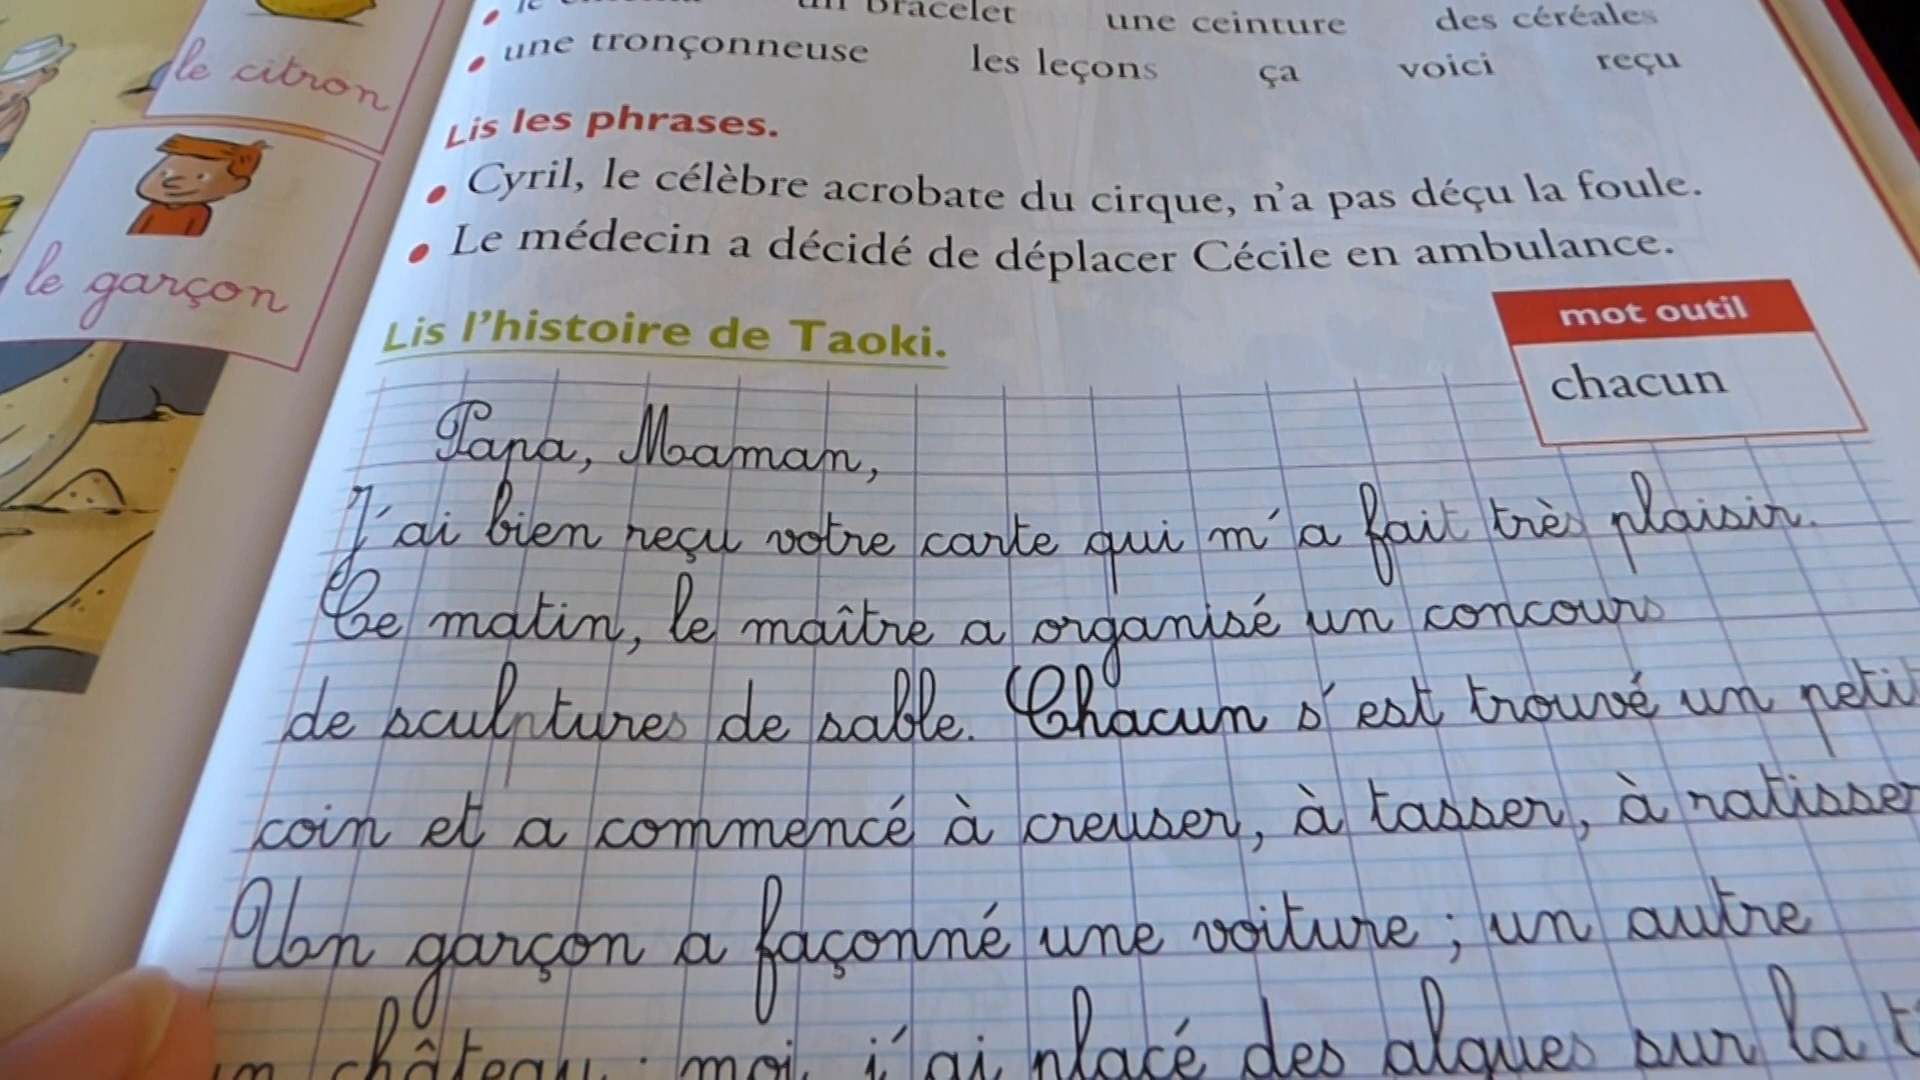 le citron
le garçon
un bracelet une ceinture des céréales
une tronçonneuse les leçons ça voici reçu
Lis les phrases.
Cyril, le célèbre acrobate du cirque, n'a pas déçu la foule.
Le médecin a décidé de déplacer Cécile en ambulance.
Lis l'histoire de Taoki.
mot outil
chacun
Papa, Maman,
J'ai bien reçu votre carte qui m'a fait très plaisir.
Ce matin, le maître a organisé un concours
de sculptures de sable. Chacun s'est trouvé un petit
coin et a commencé à creuser, à tasser, à ratisser
Un garçon a façonné une voiture ; un autre
un château ; moi, j'ai placé des algues sur la